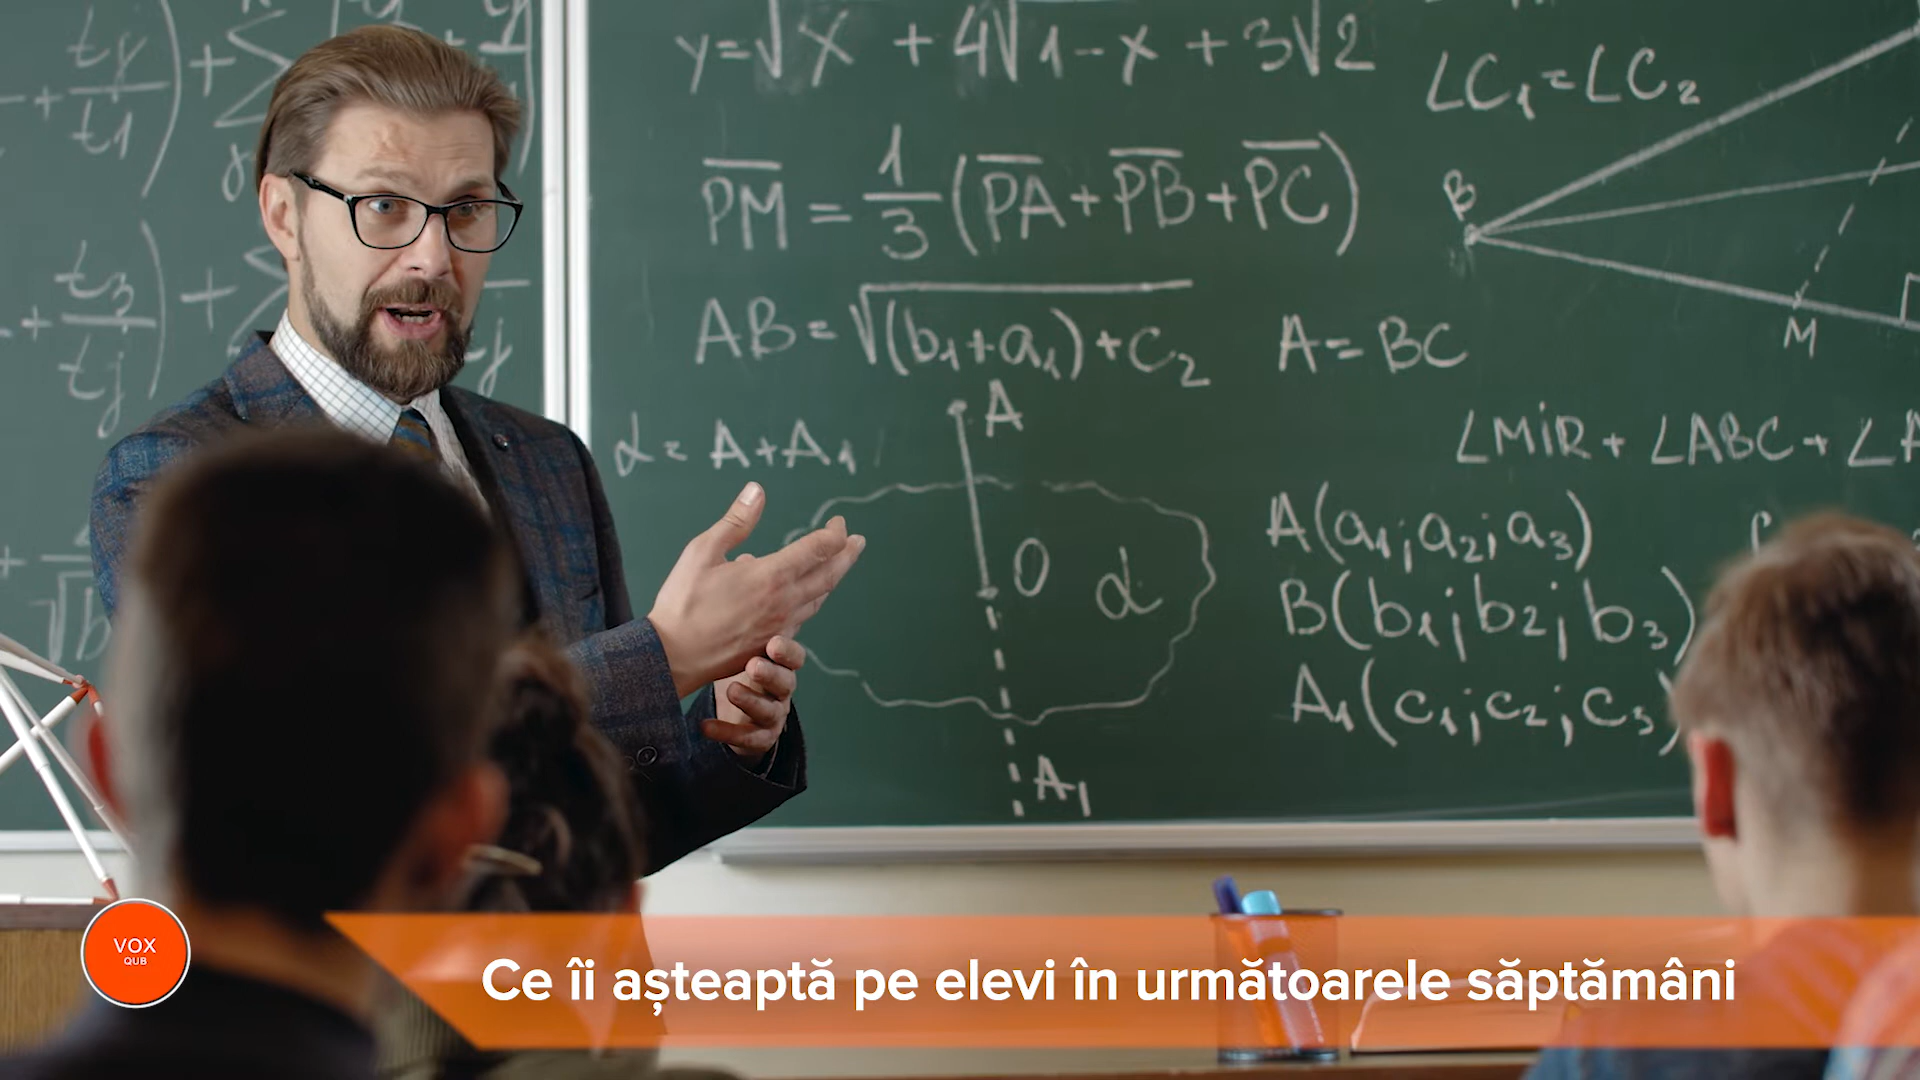 y=√x + 4√1-x + 3√2
∠C₁=∠C₂
PM = 1/3 (PA+PB+PC)
B
M
AB=√(b₁+a₁)+c₂
A=BC
A
α= A+A₁
∠MiR+ ∠ABC+ ∠A
O
α
A(a₁;a₂;a₃)
B(b₁;b₂;b₃)
A₁(c₁;c₂;c₃)
A₁
VOX
QUB
Ce îi așteaptă pe elevi în următoarele săptămâni